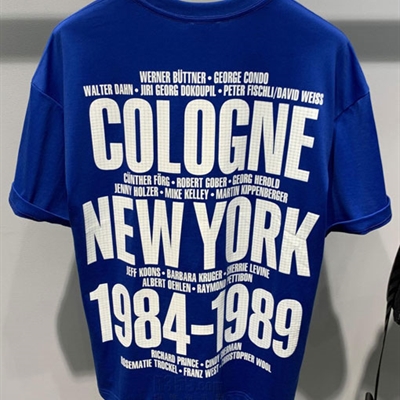 WERNER BÜTTNER • GEORGE CONDO
WALTER DAHN • JIRI GEORG DOKOUPIL • PETER FISCHLI/DAVID WEISS
COLOGNE
GÜNTHER FÖRG • ROBERT GOBER • GEORG HEROLD
JENNY HOLZER • MIKE KELLEY • MARTIN KIPPENBERGER
NEW YORK
JEFF KOONS • BARBARA KRUGER • SHERRIE LEVINE
ALBERT OEHLEN • RAYMOND PETTIBON
1984–1989
RICHARD PRINCE • CINDY SHERMAN
ROSEMARIE TROCKEL • FRANZ WEST • CHRISTOPHER WOOL